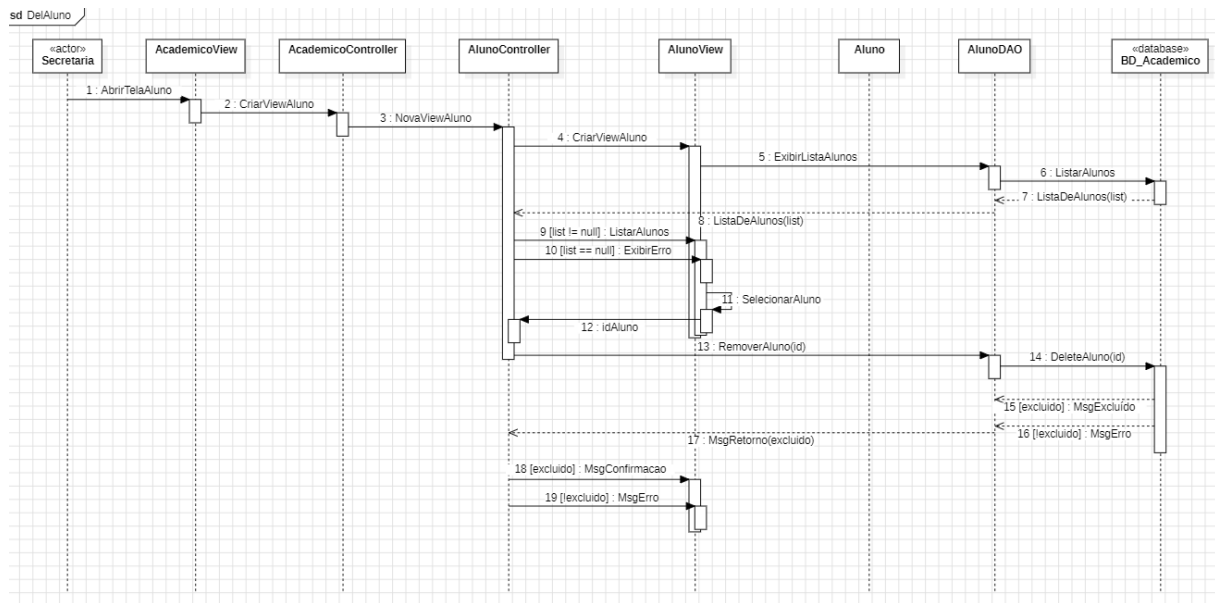 sd DelAluno
«actor»
Secretaria
AcademicoView
AcademicoController
AlunoController
AlunoView
Aluno
AlunoDAO
«database»
BD_Academico
1 : AbrirTelaAluno
2 : CriarViewAluno
3 : NovaViewAluno
4 : CriarViewAluno
5 : ExibirListaAlunos
6 : ListarAlunos
7 : ListaDeAlunos(list)
8 : ListaDeAlunos(list)
9 [list != null] : ListarAlunos
10 [list == null] : ExibirErro
11 : SelecionarAluno
12 : idAluno
13 : RemoverAluno(id)
14 : DeleteAluno(id)
15 [excluido] : MsgExcluído
16 [!excluido] : MsgErro
17 : MsgRetorno(excluido)
18 [excluido] : MsgConfirmacao
19 [!excluido] : MsgErro